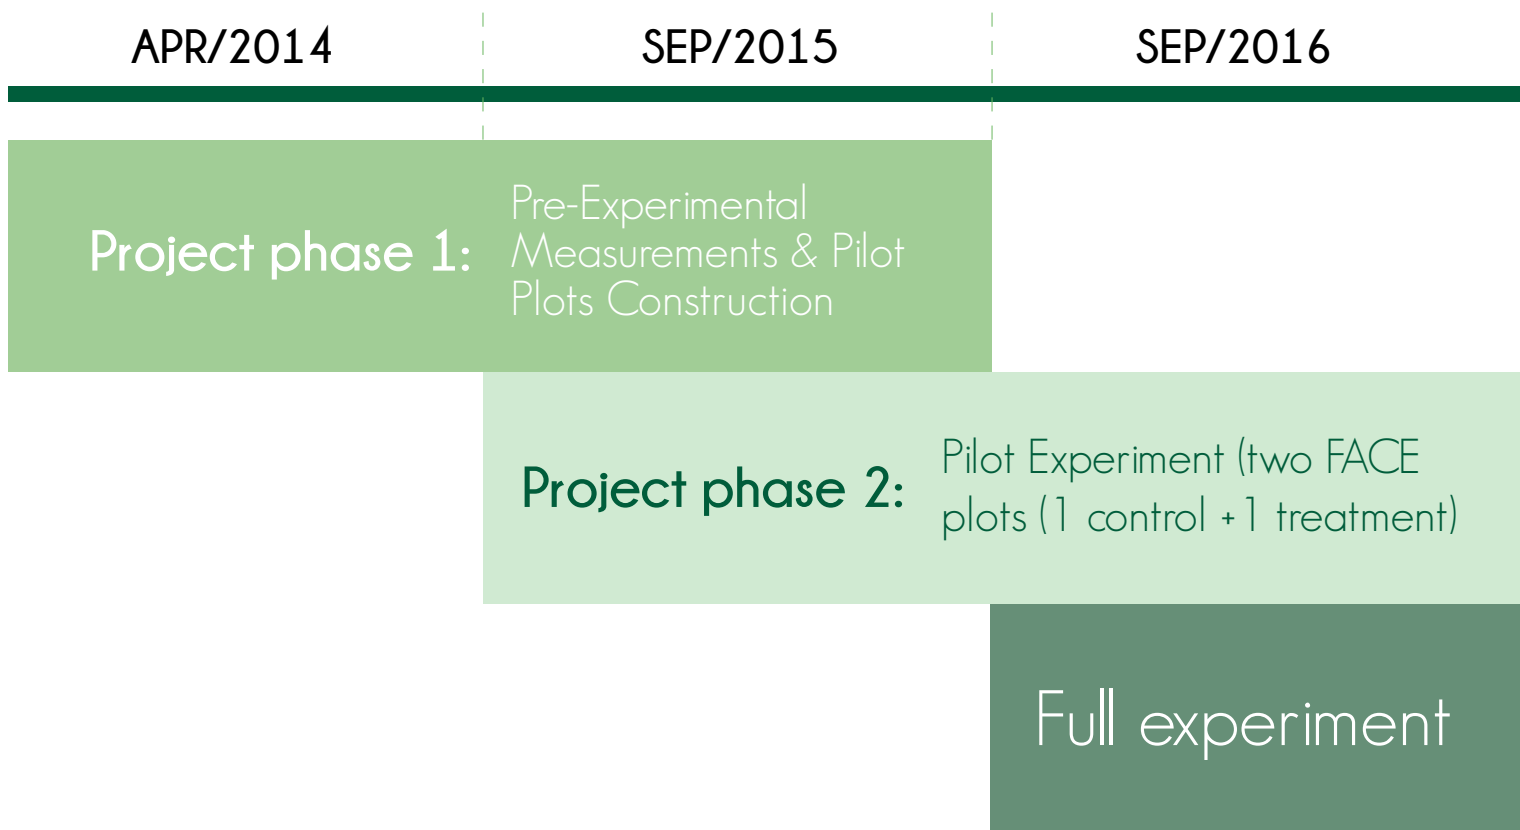 APR/2014
SEP/2015
SEP/2016
Project phase 1:
Pre-Experimental
Measurements & Pilot
Plots Construction
Project phase 2:
Pilot Experiment (two FACE
plots (1 control +1 treatment)
Full experiment